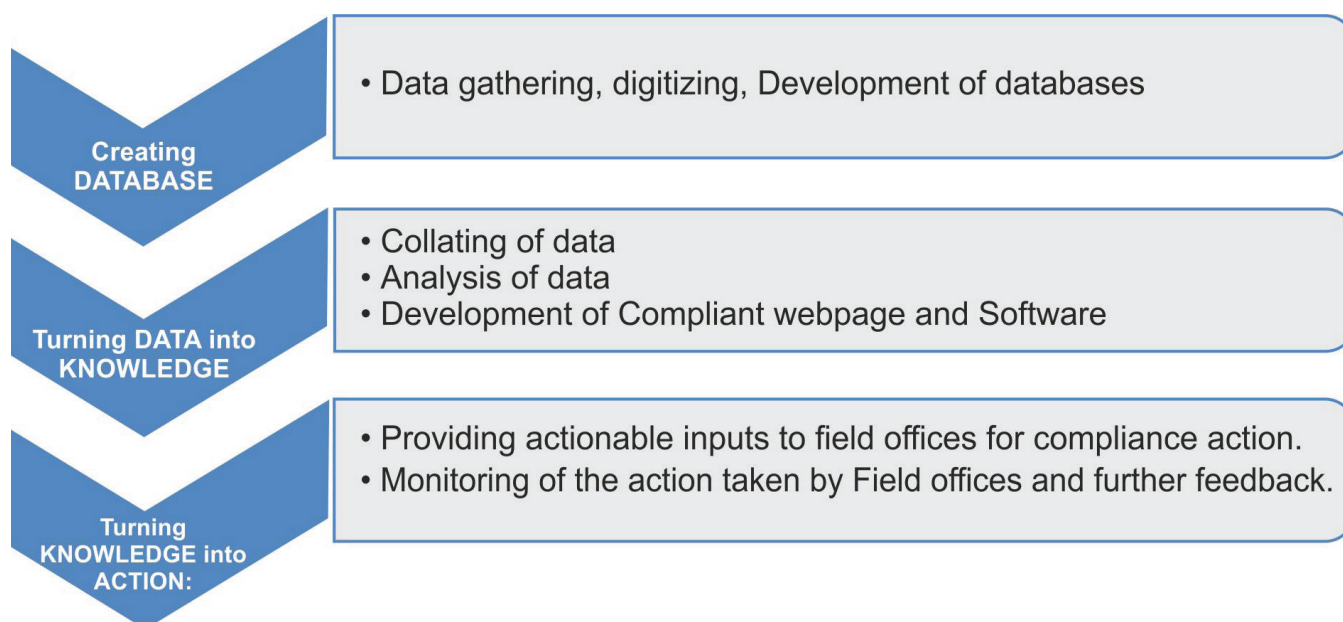 Creating
DATABASE
• Data gathering, digitizing, Development of databases
Turning DATA into
KNOWLEDGE
• Collating of data
• Analysis of data
• Development of Compliant webpage and Software
Turning
KNOWLEDGE into
ACTION:
• Providing actionable inputs to field offices for compliance action.
• Monitoring of the action taken by Field offices and further feedback.